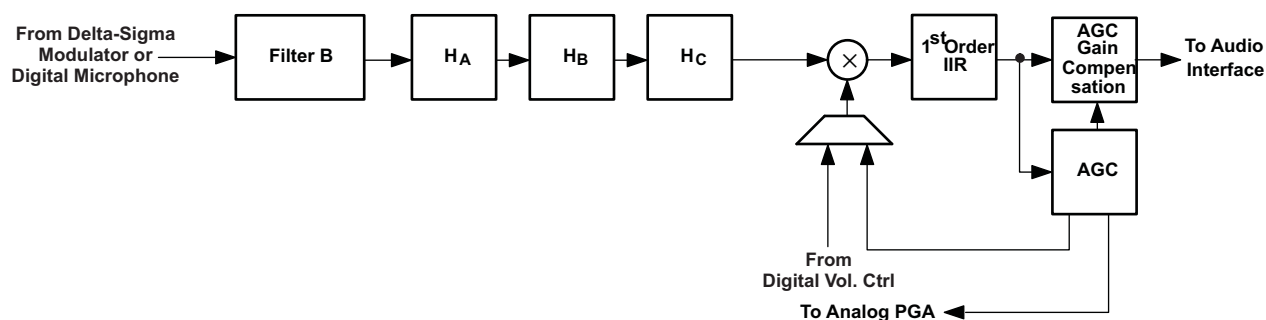 From Delta-Sigma
Modulator or
Digital Microphone
Filter B
HA
HB
HC
×
1st Order
IIR
AGC
Gain
Compen
sation
To Audio
Interface
AGC
From
Digital Vol. Ctrl
To Analog PGA